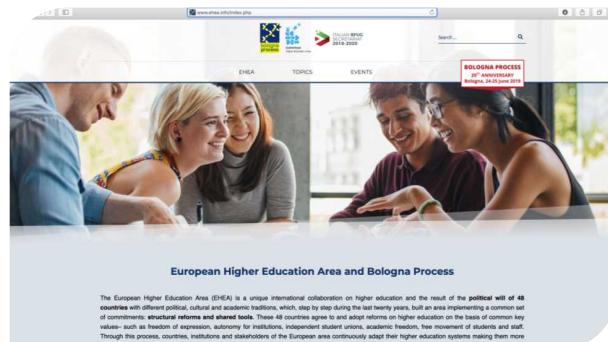 www.ehea.info/index.php
bologna
process
ITALIAN BFUG
SECRETARIAT
2018-2020
Search...
EHEA TOPICS EVENTS
BOLOGNA PROCESS
20TH ANNIVERSARY
Bologna, 24-25 June 2019
European Higher Education Area and Bologna Process
The European Higher Education Area (EHEA) is a unique international collaboration on higher education and the result of the political will of 48
countries with different political, cultural and academic traditions, which, step by step during the last twenty years, built an area implementing a common set
of commitments: structural reforms and shared tools. These 48 countries agree to and adopt reforms on higher education on the basis of common key
values– such as freedom of expression, autonomy for institutions, independent student unions, academic freedom, free movement of students and staff.
Through this process, countries, institutions and stakeholders of the European area continuously adapt their higher education systems making them more